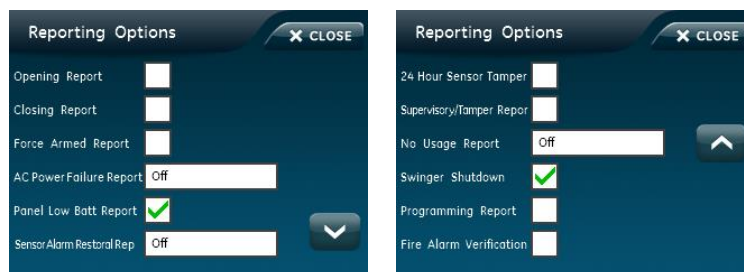 Reporting Options
X CLOSE
Opening Report
Closing Report
Force Armed Report
AC Power Failure Report Off
Panel Low Batt Report
Sensor Alarm Restoral Rep Off
Reporting Options
X CLOSE
24 Hour Sensor Tamper
Supervisory/Tamper Repor
No Usage Report Off
Swinger Shutdown
Programming Report
Fire Alarm Verification